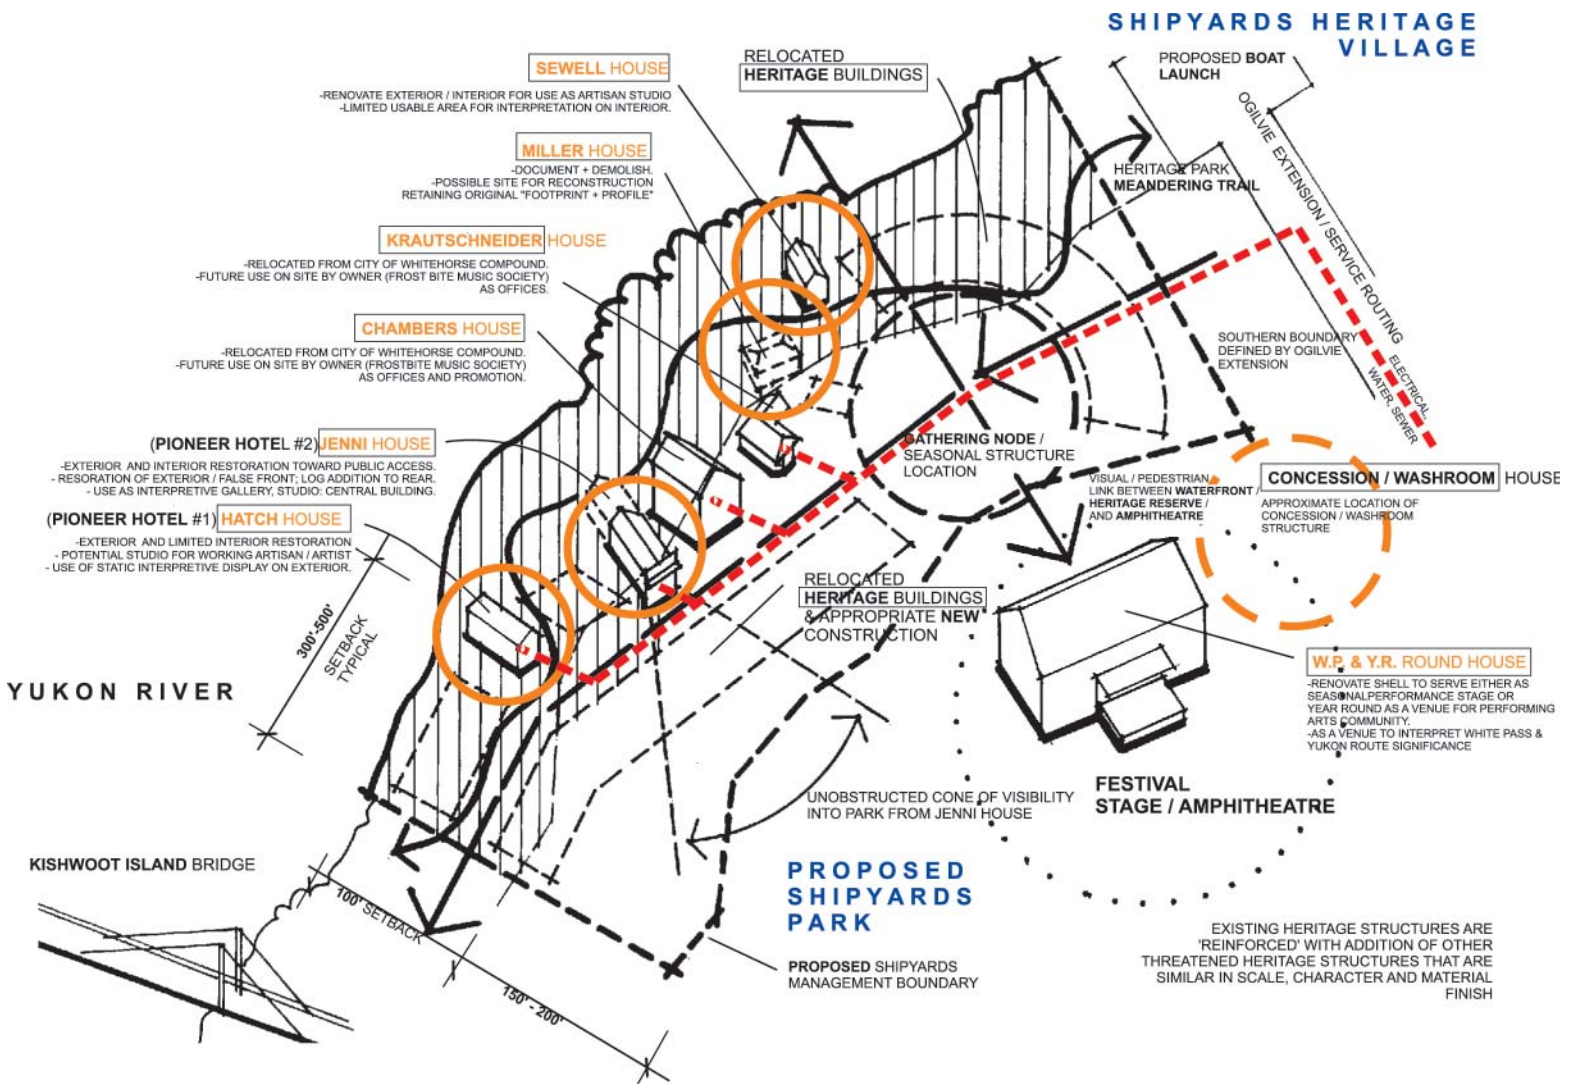 SHIPYARDS HERITAGE
VILLAGE
SEWELL HOUSE
-RENOVATE EXTERIOR / INTERIOR FOR USE AS ARTISAN STUDIO
-LIMITED USABLE AREA FOR INTERPRETATION ON INTERIOR.
RELOCATED
HERITAGE BUILDINGS
PROPOSED BOAT
LAUNCH
OGILVIE EXTENSION / SERVICE ROUTING
ELECTRICAL,
WATER, SEWER
MILLER HOUSE
-DOCUMENT + DEMOLISH.
-POSSIBLE SITE FOR RECONSTRUCTION
RETAINING ORIGINAL "FOOTPRINT + PROFILE"
HERITAGE PARK
MEANDERING TRAIL
KRAUTSCHNEIDER HOUSE
-RELOCATED FROM CITY OF WHITEHORSE COMPOUND.
-FUTURE USE ON SITE BY OWNER (FROST BITE MUSIC SOCIETY)
AS OFFICES.
CHAMBERS HOUSE
-RELOCATED FROM CITY OF WHITEHORSE COMPOUND.
-FUTURE USE ON SITE BY OWNER (FROSTBITE MUSIC SOCIETY)
AS OFFICES AND PROMOTION.
SOUTHERN BOUNDARY
DEFINED BY OGILVIE
EXTENSION
(PIONEER HOTEL #2) JENNI HOUSE
-EXTERIOR AND INTERIOR RESTORATION TOWARD PUBLIC ACCESS.
- RESORATION OF EXTERIOR / FALSE FRONT; LOG ADDITION TO REAR.
- USE AS INTERPRETIVE GALLERY, STUDIO: CENTRAL BUILDING.
GATHERING NODE /
SEASONAL STRUCTURE
LOCATION
VISUAL / PEDESTRIAN
LINK BETWEEN WATERFRONT /
HERITAGE RESERVE /
AND AMPHITHEATRE
CONCESSION / WASHROOM HOUSE
APPROXIMATE LOCATION OF
CONCESSION / WASHROOM
STRUCTURE
(PIONEER HOTEL #1) HATCH HOUSE
-EXTERIOR AND LIMITED INTERIOR RESTORATION
- POTENTIAL STUDIO FOR WORKING ARTISAN / ARTIST
- USE OF STATIC INTERPRETIVE DISPLAY ON EXTERIOR.
300'-500'
SETBACK
TYPICAL
RELOCATED
HERITAGE BUILDINGS
& APPROPRIATE NEW
CONSTRUCTION
W.P. & Y.R. ROUND HOUSE
-RENOVATE SHELL TO SERVE EITHER AS
SEASONALPERFORMANCE STAGE OR
YEAR ROUND AS A VENUE FOR PERFORMING
ARTS COMMUNITY.
-AS A VENUE TO INTERPRET WHITE PASS &
YUKON ROUTE SIGNIFICANCE
YUKON RIVER
FESTIVAL
STAGE / AMPHITHEATRE
UNOBSTRUCTED CONE OF VISIBILITY
INTO PARK FROM JENNI HOUSE
KISHWOOT ISLAND BRIDGE
PROPOSED
SHIPYARDS
PARK
100' SETBACK
150' - 200'
PROPOSED SHIPYARDS
MANAGEMENT BOUNDARY
EXISTING HERITAGE STRUCTURES ARE
'REINFORCED' WITH ADDITION OF OTHER
THREATENED HERITAGE STRUCTURES THAT ARE
SIMILAR IN SCALE, CHARACTER AND MATERIAL
FINISH